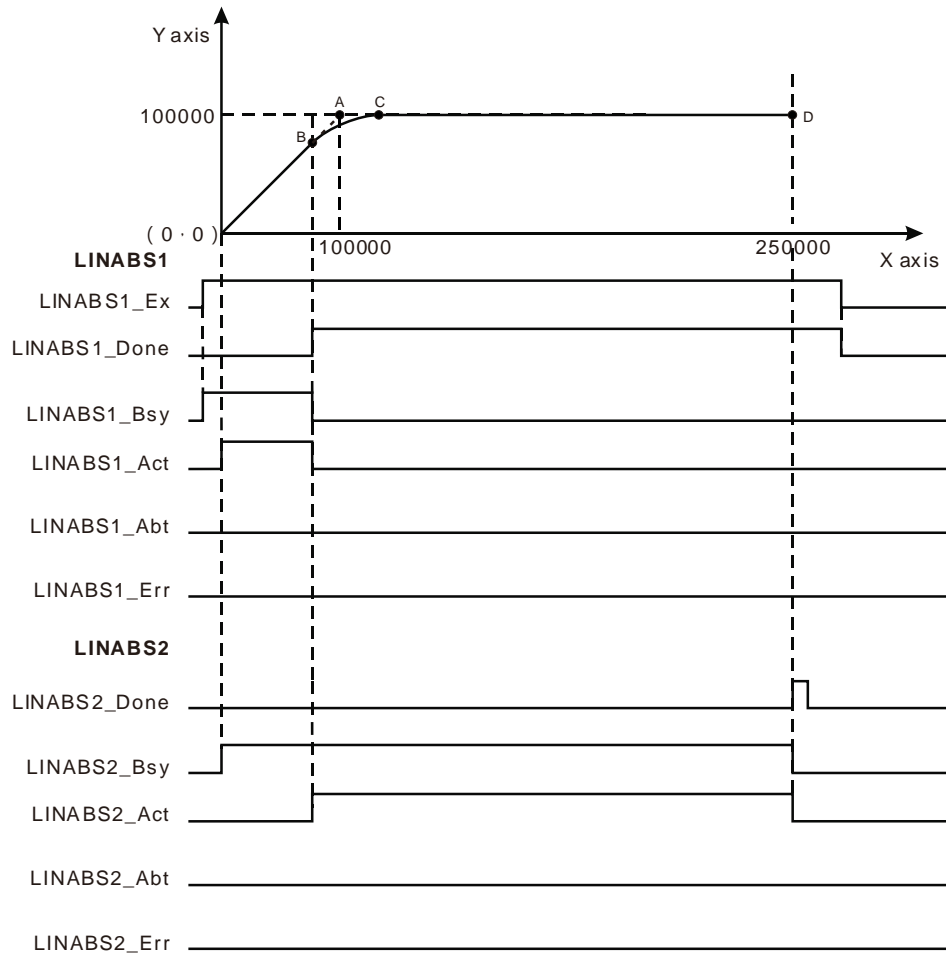 Y axis
A
C
100000
B
D
( 0 · 0 )
100000
250000
LINABS1
X axis
LINABS1_Ex
LINABS1_Done
LINABS1_Bsy
LINABS1_Act
LINABS1_Abt
LINABS1_Err
LINABS2
LINABS2_Done
LINABS2_Bsy
LINABS2_Act
LINABS2_Abt
LINABS2_Err